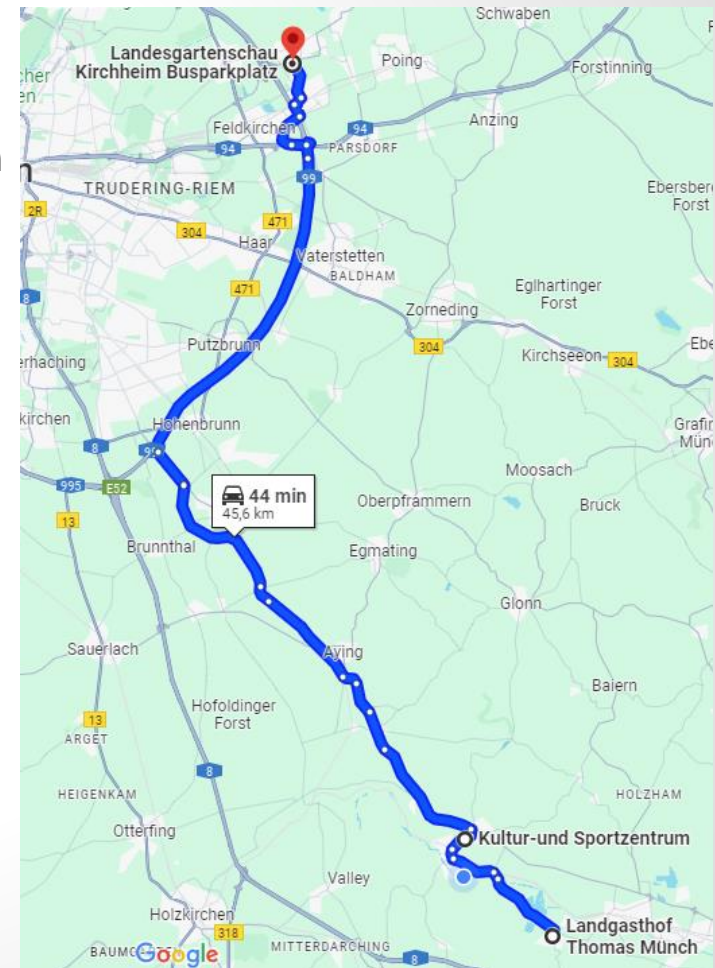 Schwaben
Landesgartenschau
Kirchheim Busparkplatz
Poing
Forstinning
Feldkirchen
94
Anzing
94
PARSDORF
99
TRUDERING-RIEM
Ebersberg
Forst
2R
304
471
Haar
Vaterstetten
BALDHAM
471
8
Eglhartinger
Forst
Zorneding
Putzbrunn
304
Kirchseeon
304
Hohenbrunn
8
99
Moosach
995
E52
44 min
45,6 km
Oberpframmern
Bruck
13
Brunnthal
Egmating
Glonn
Sauerlach
Aying
Baiern
Hofoldinger
Forst
13
ARGET
8
HEIGENKAM
HOLZHAM
Otterfing
Kultur-und Sportzentrum
Valley
Holzkirchen
318
Landgasthof
Thomas Münch
Google
MITTERDARCHING
8